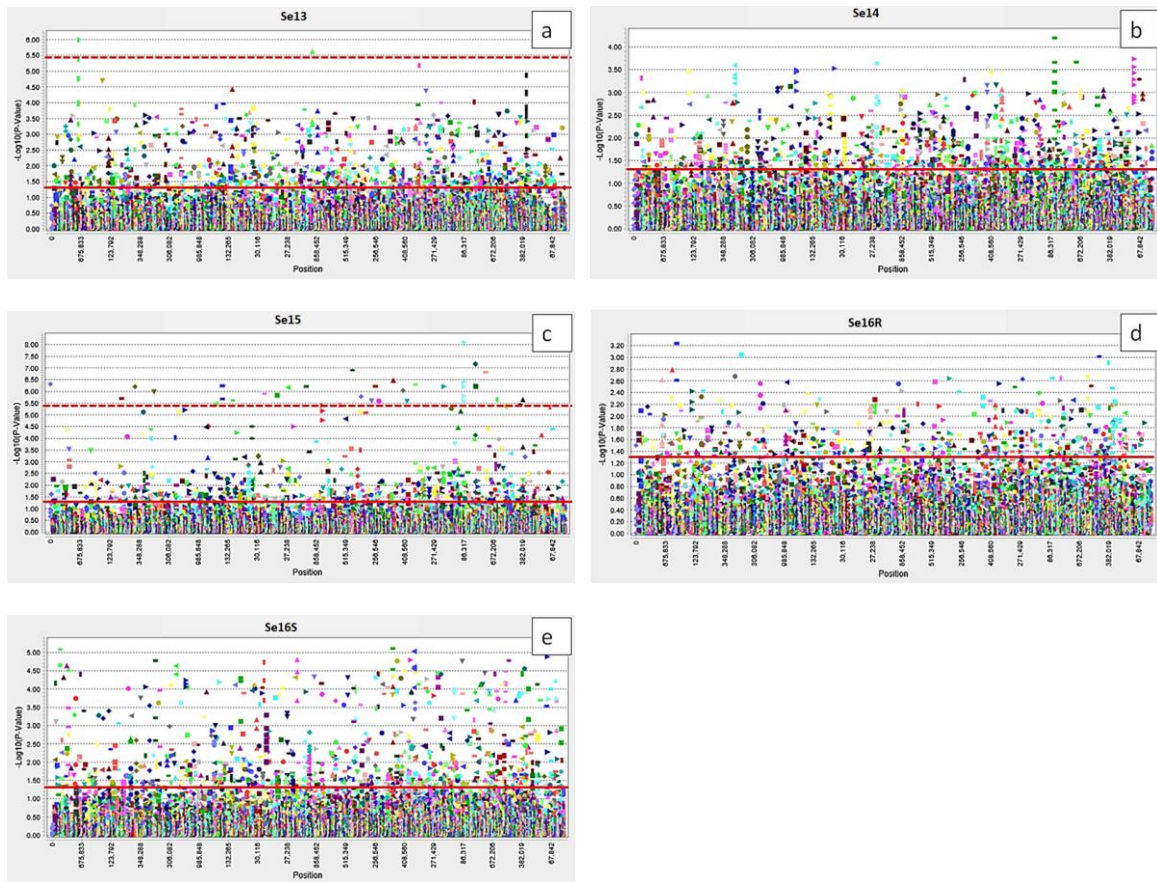 Se13
a
-Log10(P-Value)
6.00
5.50
5.00
4.50
4.00
3.50
3.00
2.50
2.00
1.50
1.00
0.50
0.00
0 675,833 123,792 348,288 306,082 985,848 132,265 30,116 27,238 858,452 515,349 256,546 408,560 271,429 86,317 672,206 382,019 67,842
Position
Se14
b
-Log10(P-Value)
4.00
3.50
3.00
2.50
2.00
1.50
1.00
0.50
0.00
0 675,833 123,792 348,288 306,082 985,848 132,265 30,116 27,238 858,452 515,349 256,546 408,560 271,429 86,317 672,206 382,019 67,842
Position
Se15
c
-Log10(P-Value)
8.00
7.50
7.00
6.50
6.00
5.50
5.00
4.50
4.00
3.50
3.00
2.50
2.00
1.50
1.00
0.50
0.00
0 675,833 123,792 348,288 306,082 985,848 132,265 30,116 27,238 858,452 515,349 256,546 408,560 271,429 86,317 672,206 382,019 67,842
Position
Se16R
d
-Log10(P-Value)
3.20
3.00
2.80
2.60
2.40
2.20
2.00
1.80
1.60
1.40
1.20
1.00
0.80
0.60
0.40
0.20
0.00
0 675,833 123,792 348,288 306,082 985,848 132,265 30,116 27,238 858,452 515,349 256,546 408,560 271,429 86,317 672,206 382,019 67,842
Position
Se16S
e
-Log10(P-Value)
5.00
4.50
4.00
3.50
3.00
2.50
2.00
1.50
1.00
0.50
0.00
0 675,833 123,792 348,288 306,082 985,848 132,265 30,116 27,238 858,452 515,349 256,546 408,560 271,429 86,317 672,206 382,019 67,842
Position